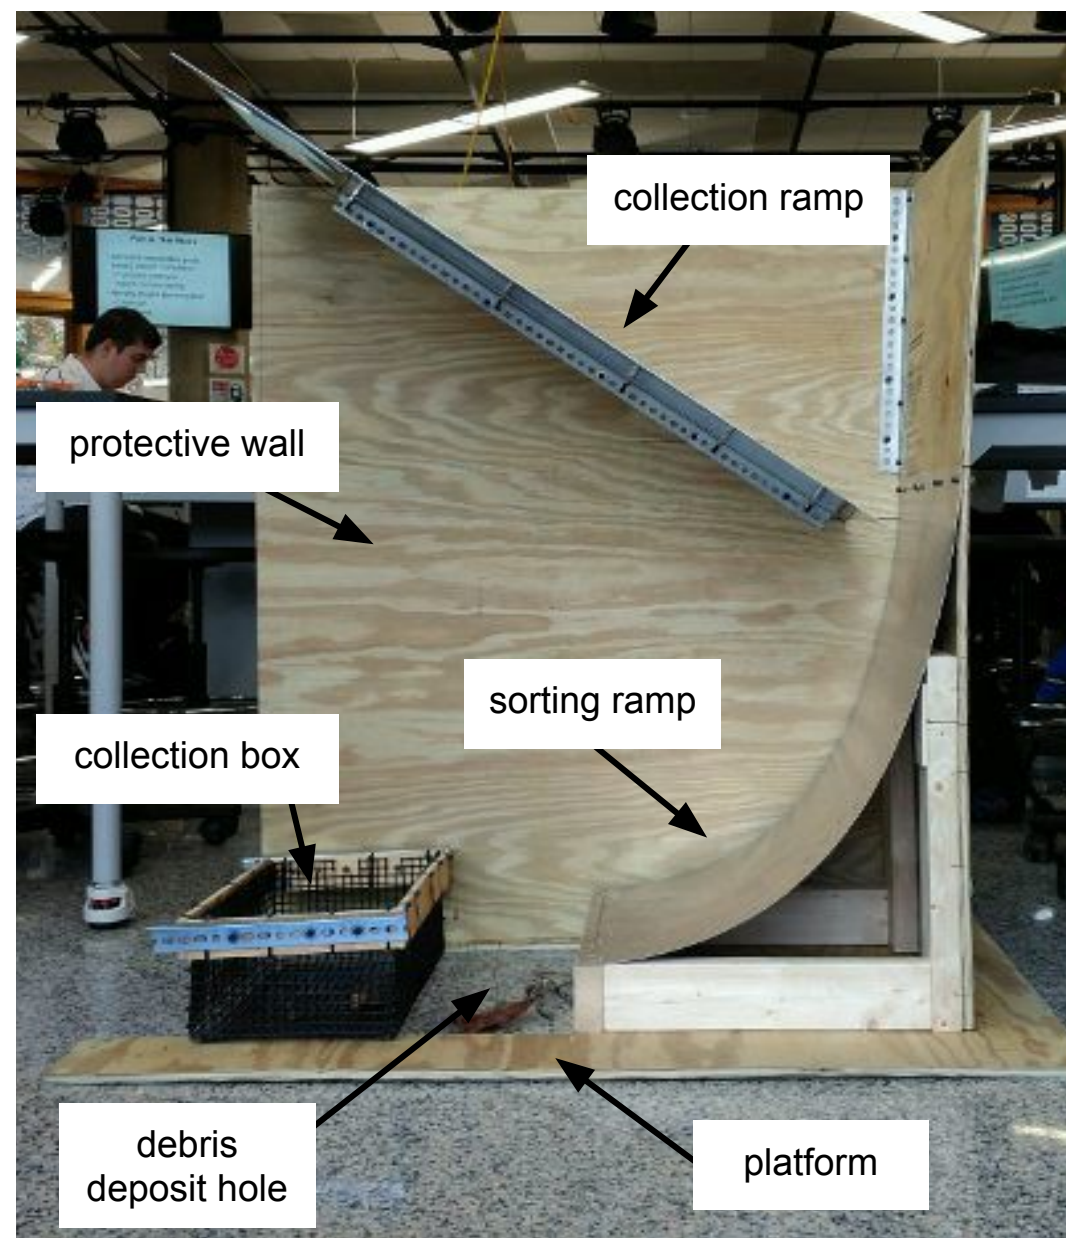 collection ramp
protective wall
sorting ramp
collection box
debris
deposit hole
platform